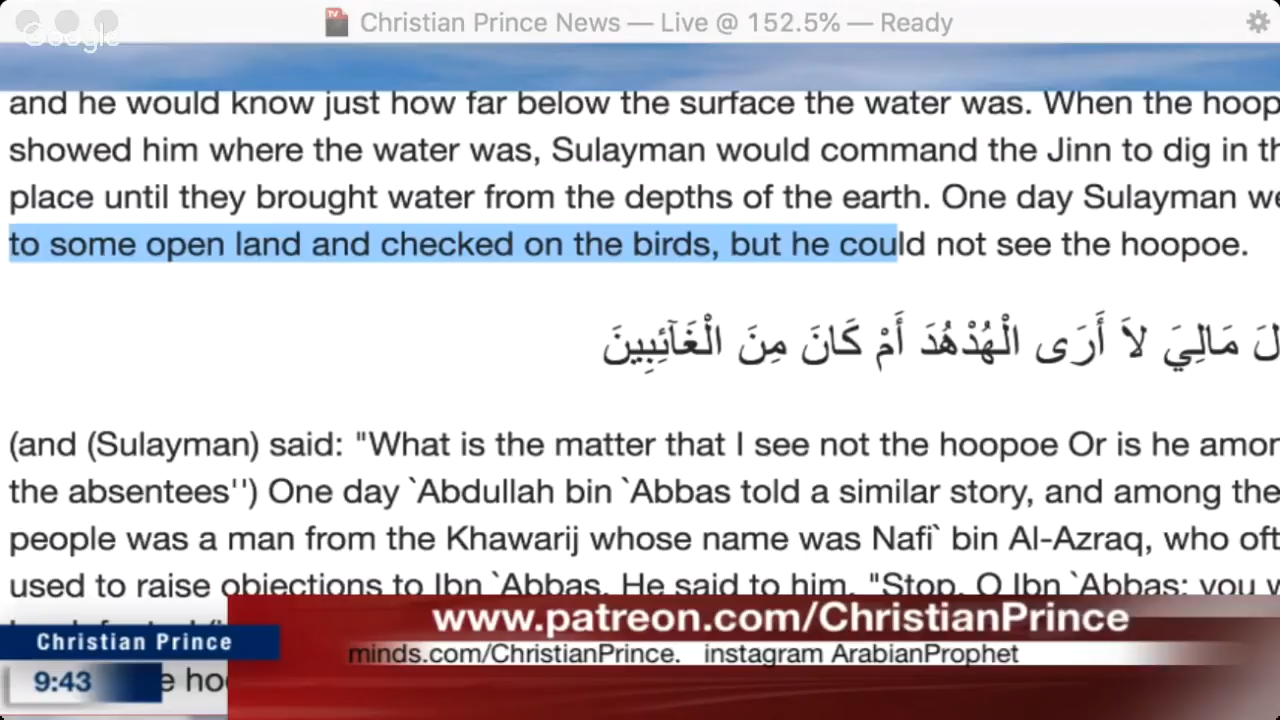 Google
Christian Prince News — Live @ 152.5% — Ready
and he would know just how far below the surface the water was. When the hoop
showed him where the water was, Sulayman would command the Jinn to dig in th
place until they brought water from the depths of the earth. One day Sulayman we
to some open land and checked on the birds, but he could not see the hoopoe.
لَ مَالِيَ لاَ أَرَى الْهُدْهُدَ أَمْ كَانَ مِنَ الْغَآئِبِينَ
(and (Sulayman) said: "What is the matter that I see not the hoopoe Or is he amon
the absentees'') One day `Abdullah bin `Abbas told a similar story, and among the
people was a man from the Khawarij whose name was Nafi` bin Al-Azraq, who oft
used to raise objections to Ibn `Abbas. He said to him, "Stop, O Ibn `Abbas; you w
www.patreon.com/ChristianPrince
Christian Prince
minds.com/ChristianPrince. instagram ArabianProphet
9:43 e hoo